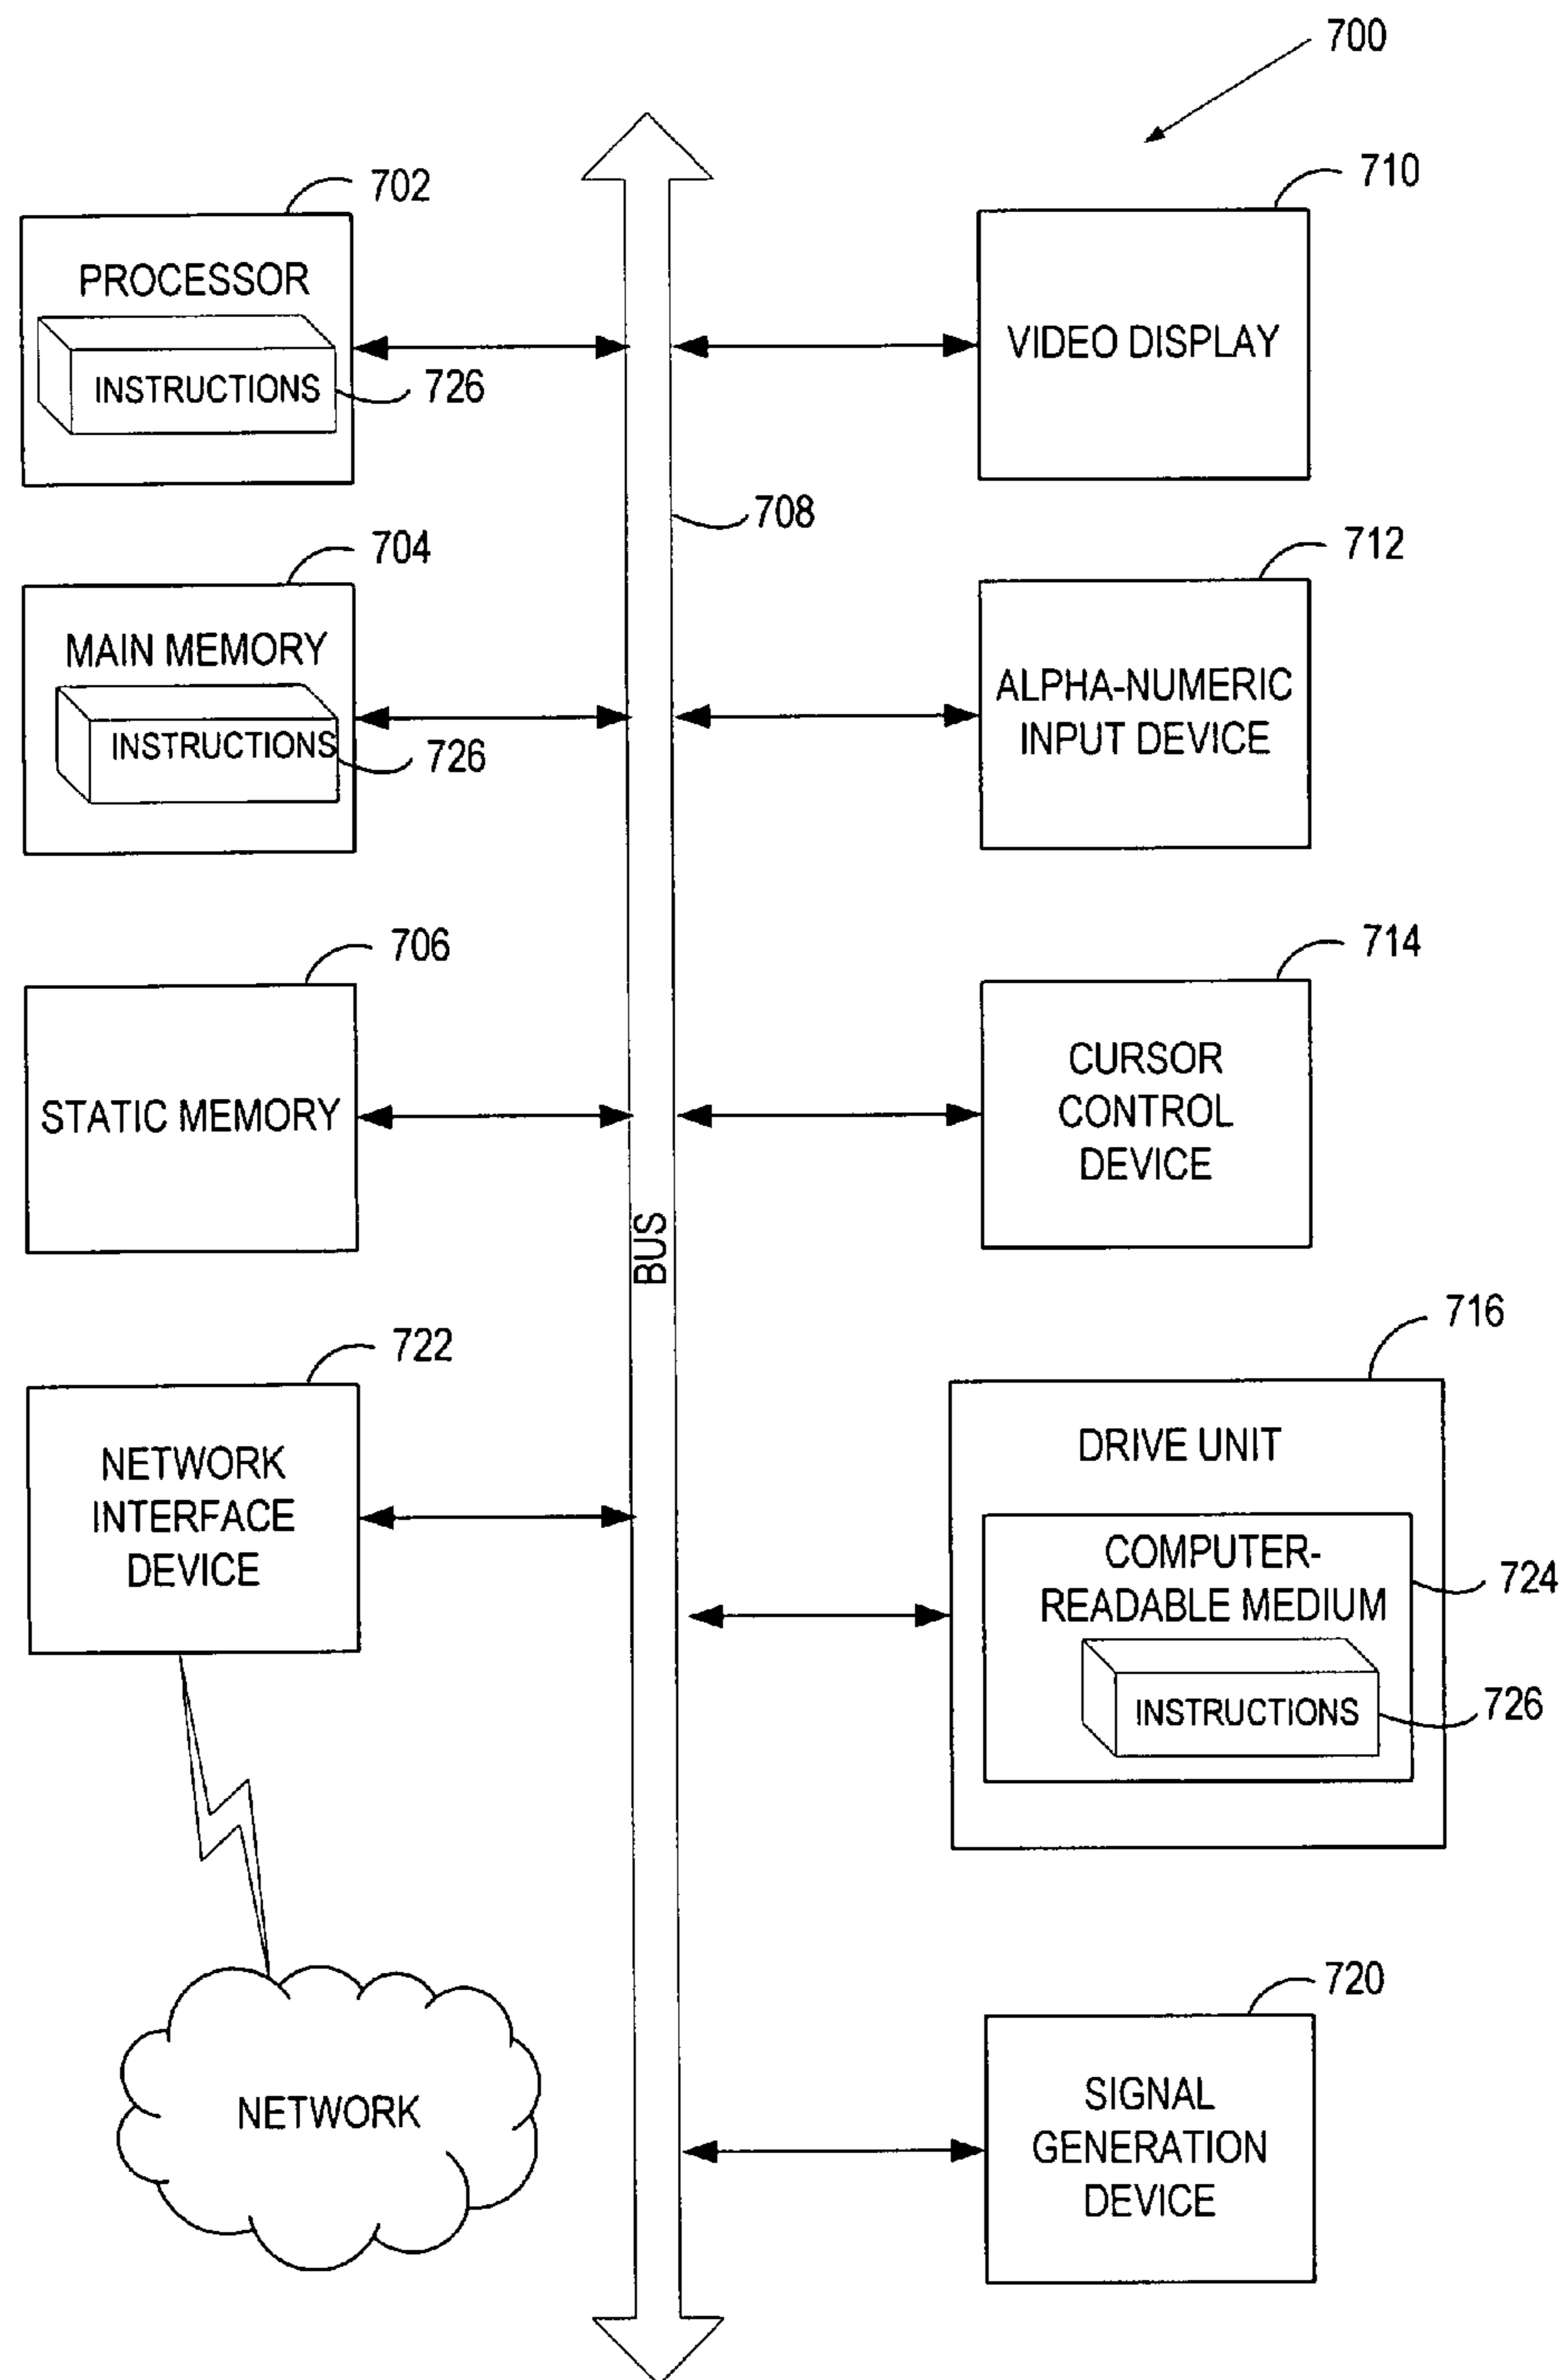 700
702
PROCESSOR
INSTRUCTIONS
726
710
VIDEO DISPLAY
708
704
MAIN MEMORY
INSTRUCTIONS
726
712
ALPHA-NUMERIC
INPUT DEVICE
706
STATIC MEMORY
714
CURSOR
CONTROL
DEVICE
BUS
722
NETWORK
INTERFACE
DEVICE
716
DRIVE UNIT
COMPUTER-
READABLE MEDIUM
724
INSTRUCTIONS
726
NETWORK
720
SIGNAL
GENERATION
DEVICE